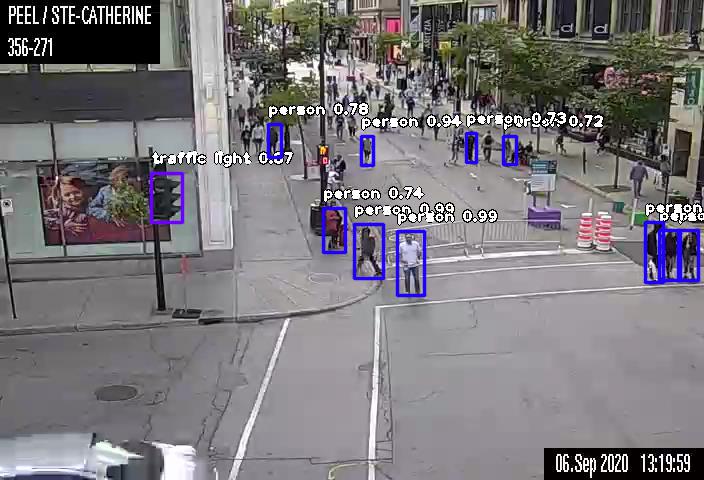 PEEL / STE-CATHERINE
356-271
person 0.78
person 0.94
person 0.73
0.72
traffic light 0.67
person 0.74
person 0.99
person 0.99
person
06.Sep 2020 13:19:59